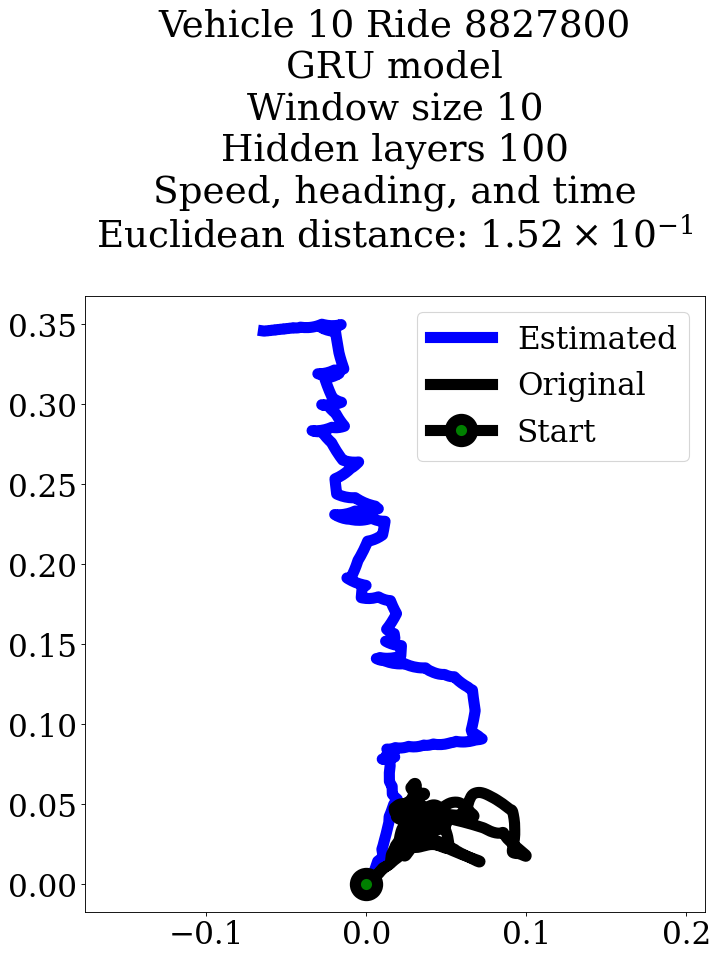 Vehicle 10 Ride 8827800
GRU model
Window size 10
Hidden layers 100
Speed, heading, and time
Euclidean distance: 1.52 × 10⁻¹
Estimated
Original
Start
0.35
0.30
0.25
0.20
0.15
0.10
0.05
0.00
−0.1
0.0
0.1
0.2